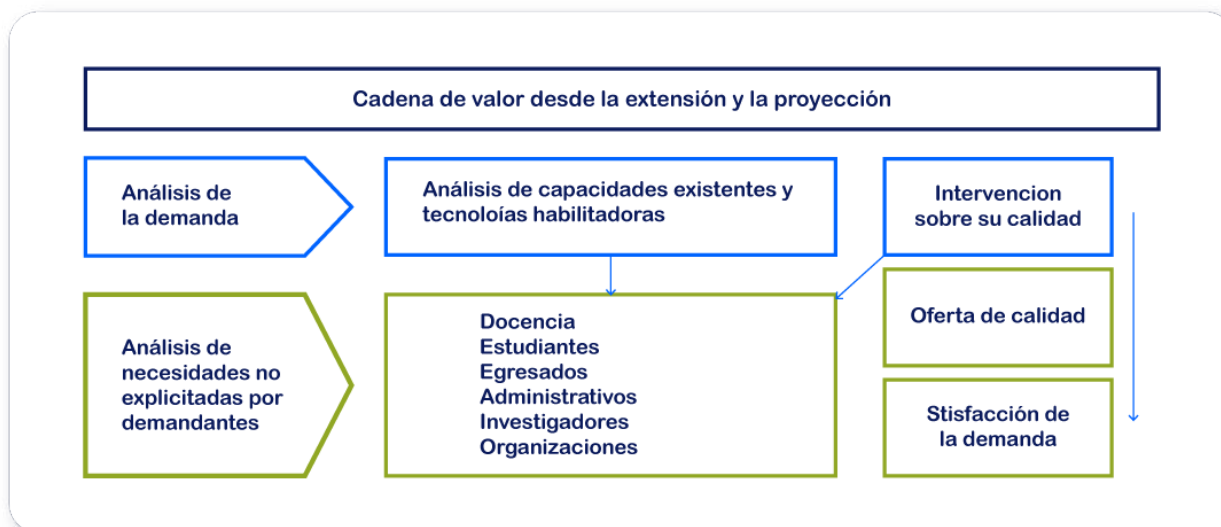 Cadena de valor desde la extensión y la proyección
Análisis de
la demanda
Análisis de capacidades existentes y
tecnoloías habilitadoras
Intervencion
sobre su calidad
Análisis de
necesidades no
explicitadas por
demandantes
Docencia
Estudiantes
Egresados
Administrativos
Investigadores
Organizaciones
Oferta de calidad
Stisfacción de
la demanda